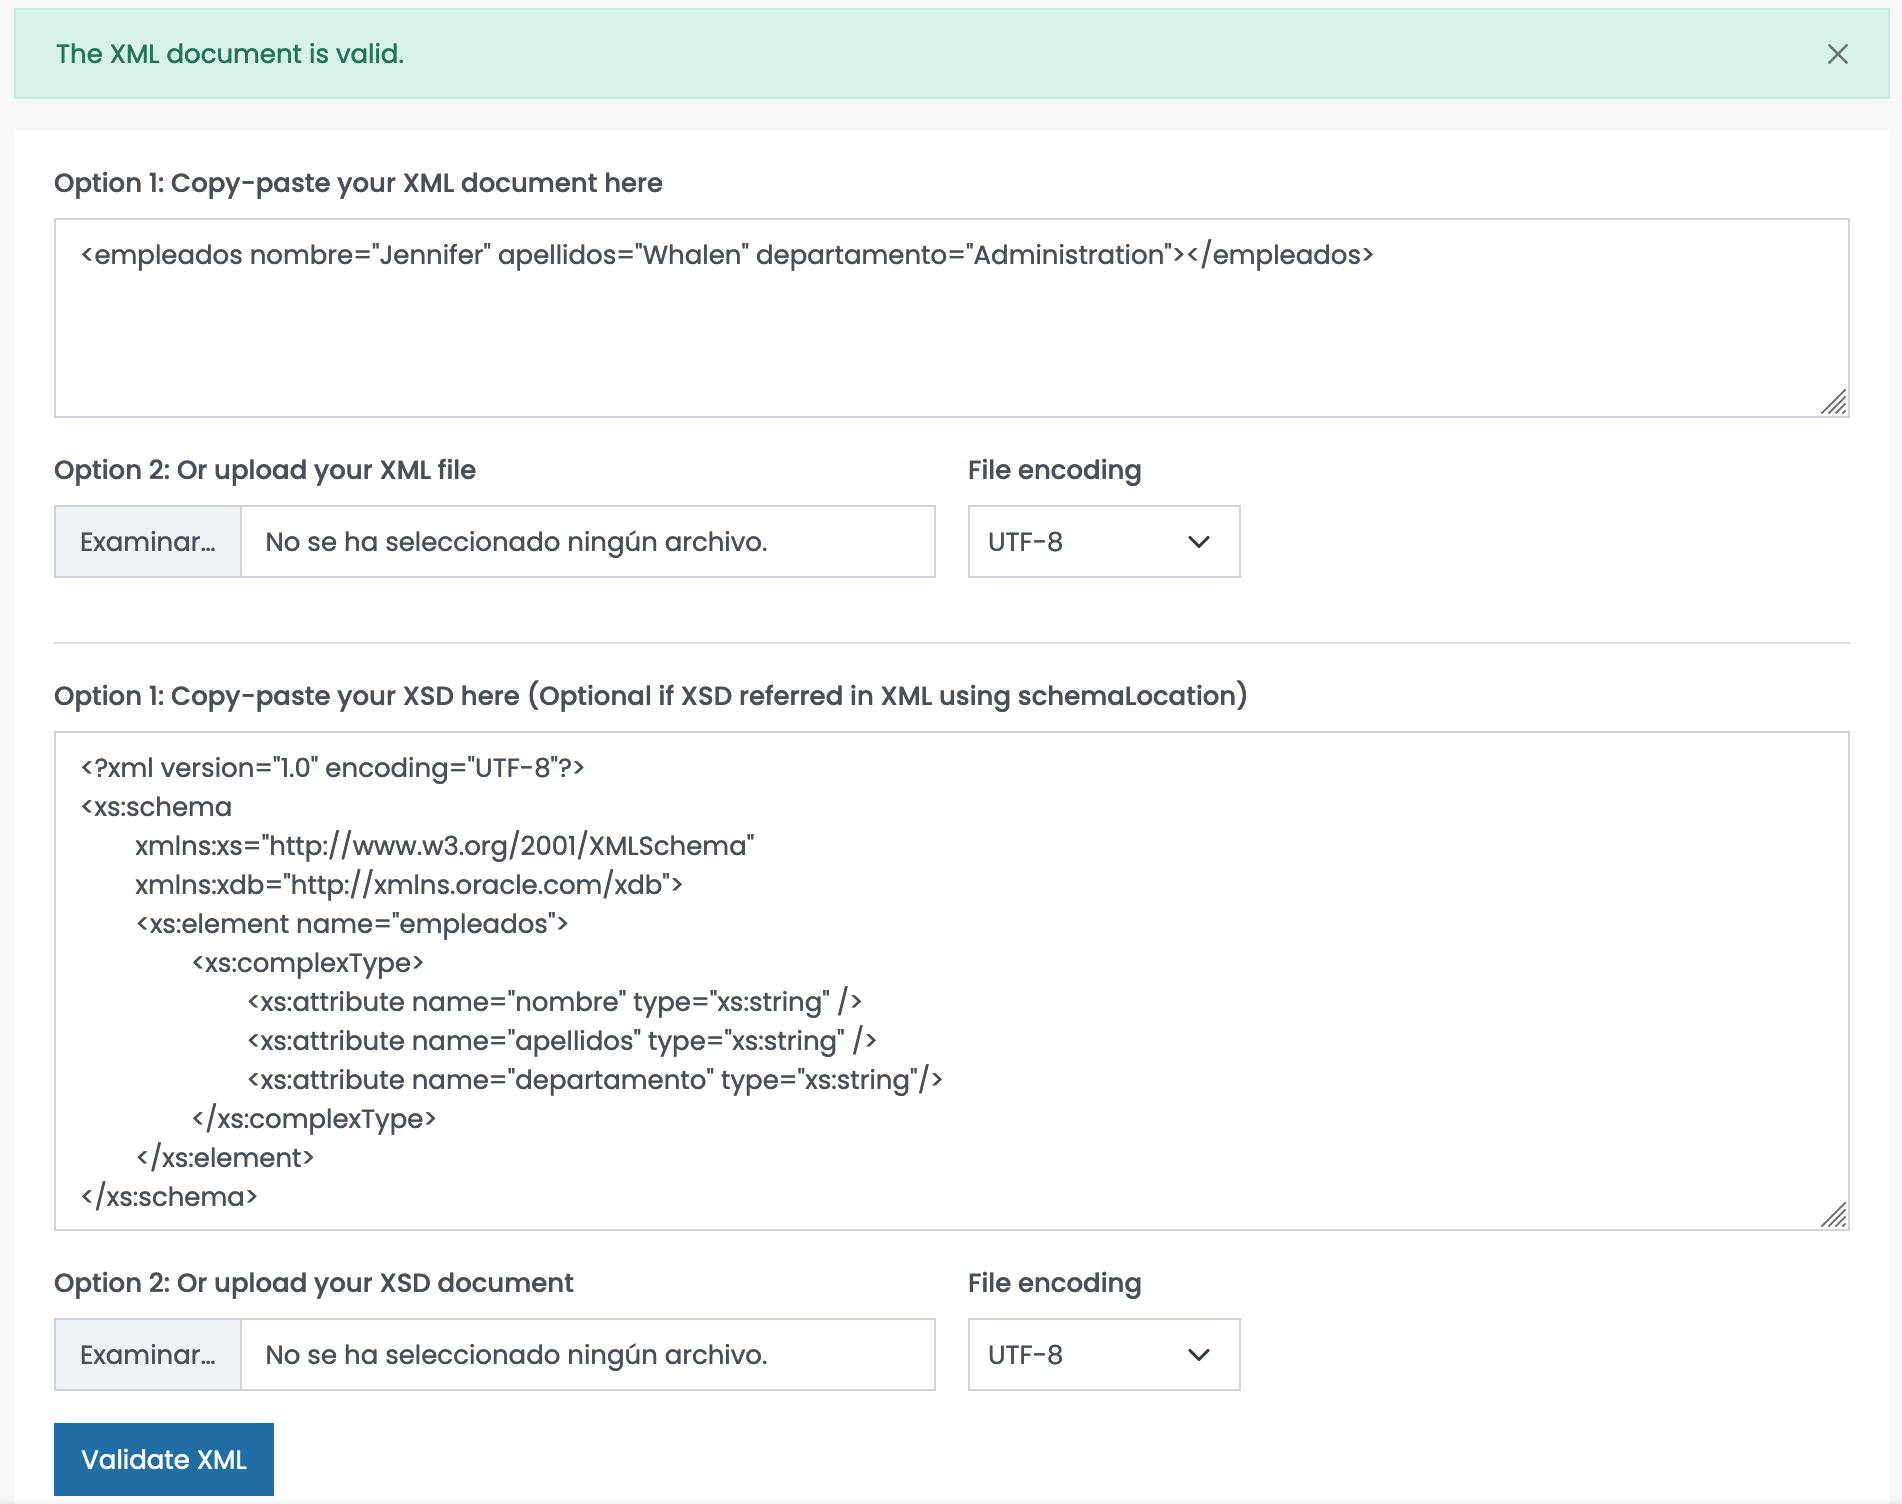 The XML document is valid.
Option 1: Copy-paste your XML document here
<empleados nombre="Jennifer" apellidos="Whalen" departamento="Administration"></empleados>
Option 2: Or upload your XML file
File encoding
Examinar... No se ha seleccionado ningún archivo.
UTF-8
Option 1: Copy-paste your XSD here (Optional if XSD referred in XML using schemaLocation)
<?xml version="1.0" encoding="UTF-8"?>
<xs:schema
xmlns:xs="http://www.w3.org/2001/XMLSchema"
xmlns:xdb="http://xmlns.oracle.com/xdb">
<xs:element name="empleados">
<xs:complexType>
<xs:attribute name="nombre" type="xs:string" />
<xs:attribute name="apellidos" type="xs:string" />
<xs:attribute name="departamento" type="xs:string"/>
</xs:complexType>
</xs:element>
</xs:schema>
Option 2: Or upload your XSD document
File encoding
Examinar... No se ha seleccionado ningún archivo.
UTF-8
Validate XML